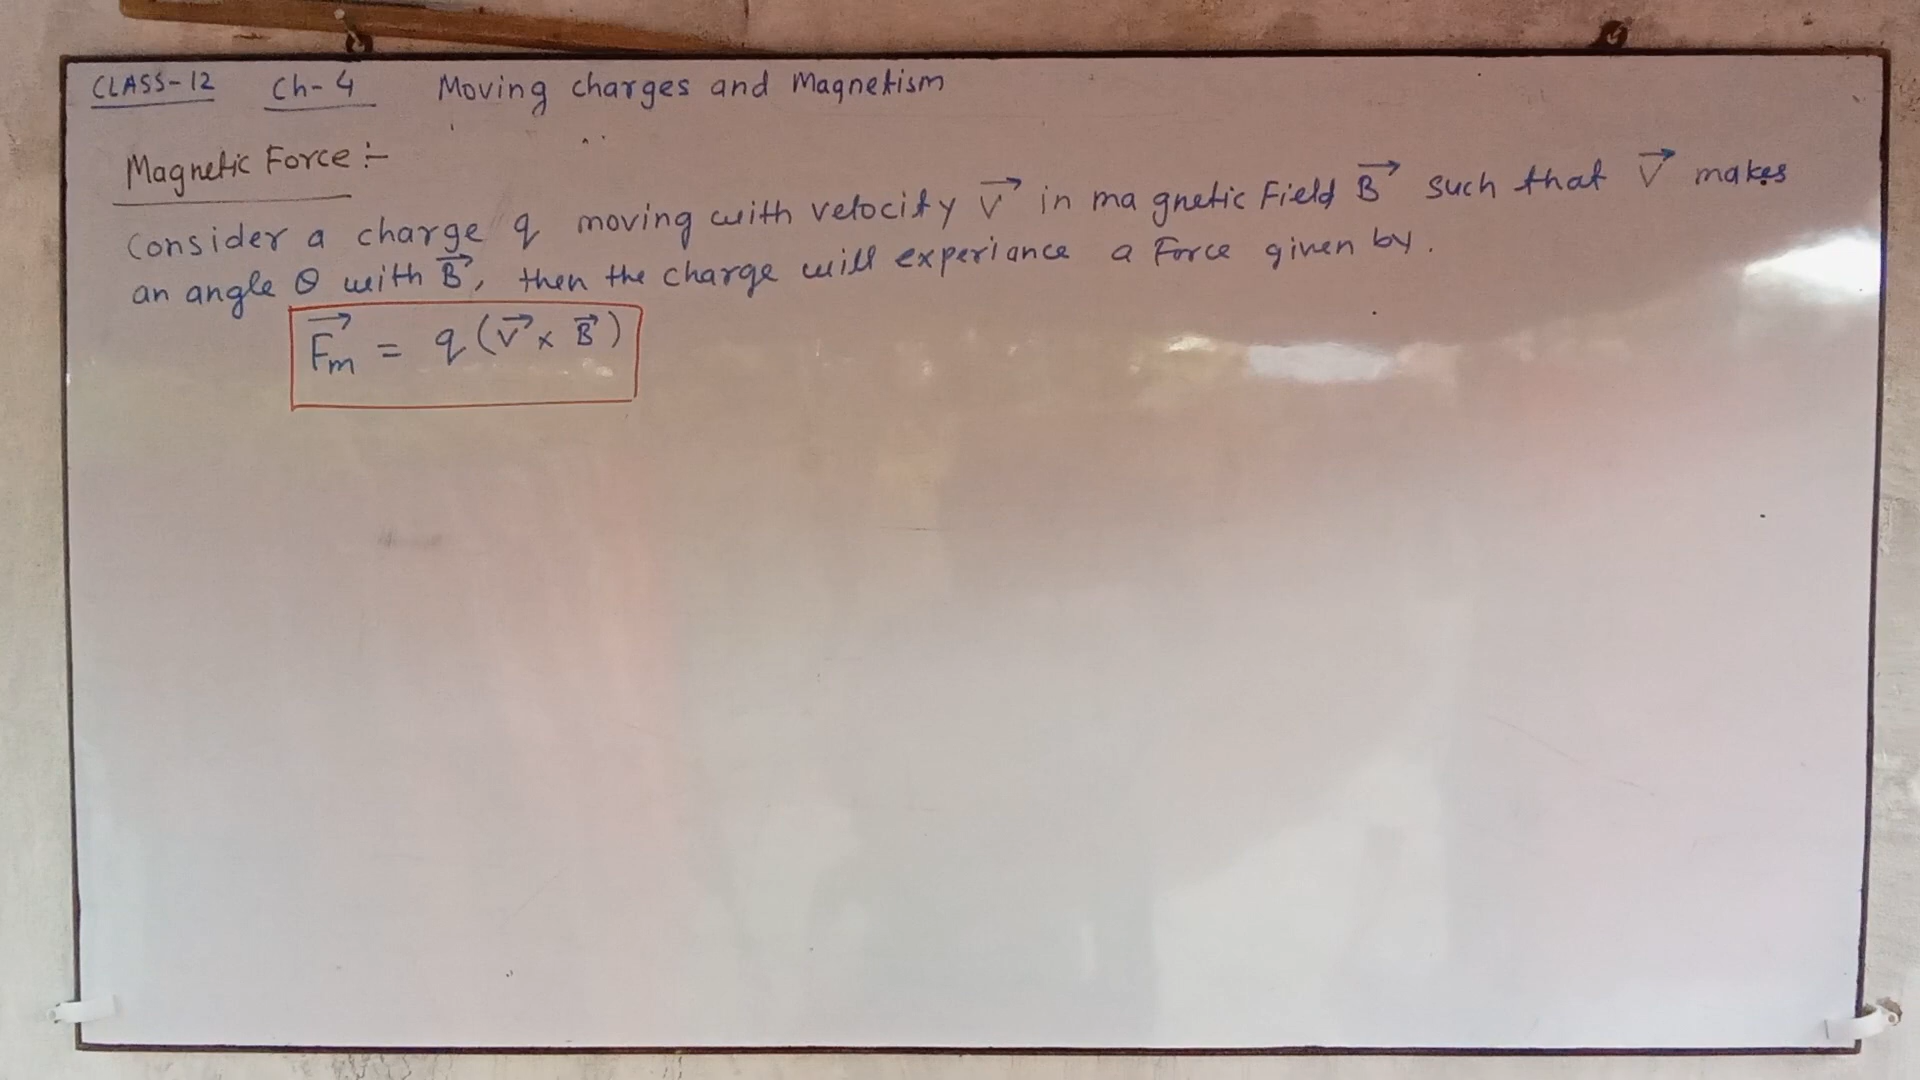 CLASS-12 Ch-4 Moving charges and Magnetism
Magnetic Force :-
Consider a charge q moving with velocity V⃗ in magnetic Field B⃗ such that V⃗ makes
an angle θ with B⃗, then the charge will experiance a Force given by.
F⃗m = q (V⃗ × B⃗)